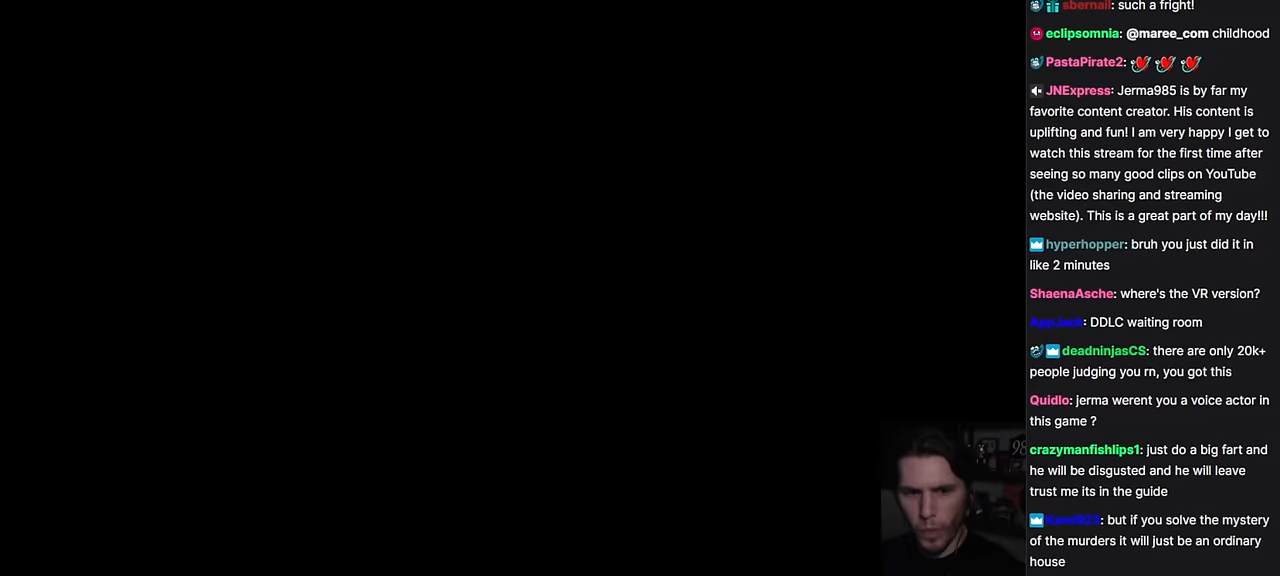 sbernail: such a fright!
eclipsomnia: @maree_com childhood
PastaPirate2:
JNExpress: Jerma985 is by far my
favorite content creator. His content is
uplifting and fun! I am very happy I get to
watch this stream for the first time after
seeing so many good clips on YouTube
(the video sharing and streaming
website). This is a great part of my day!!!
hyperhopper: bruh you just did it in
like 2 minutes
ShaenaAsche: where's the VR version?
AppJack: DDLC waiting room
deadninjasCS: there are only 20k+
people judging you rn, you got this
Quidlo: jerma werent you a voice actor in
this game ?
crazymanfishlips1: just do a big fart and
he will be disgusted and he will leave
trust me its in the guide
: but if you solve the mystery
of the murders it will just be an ordinary
house
98